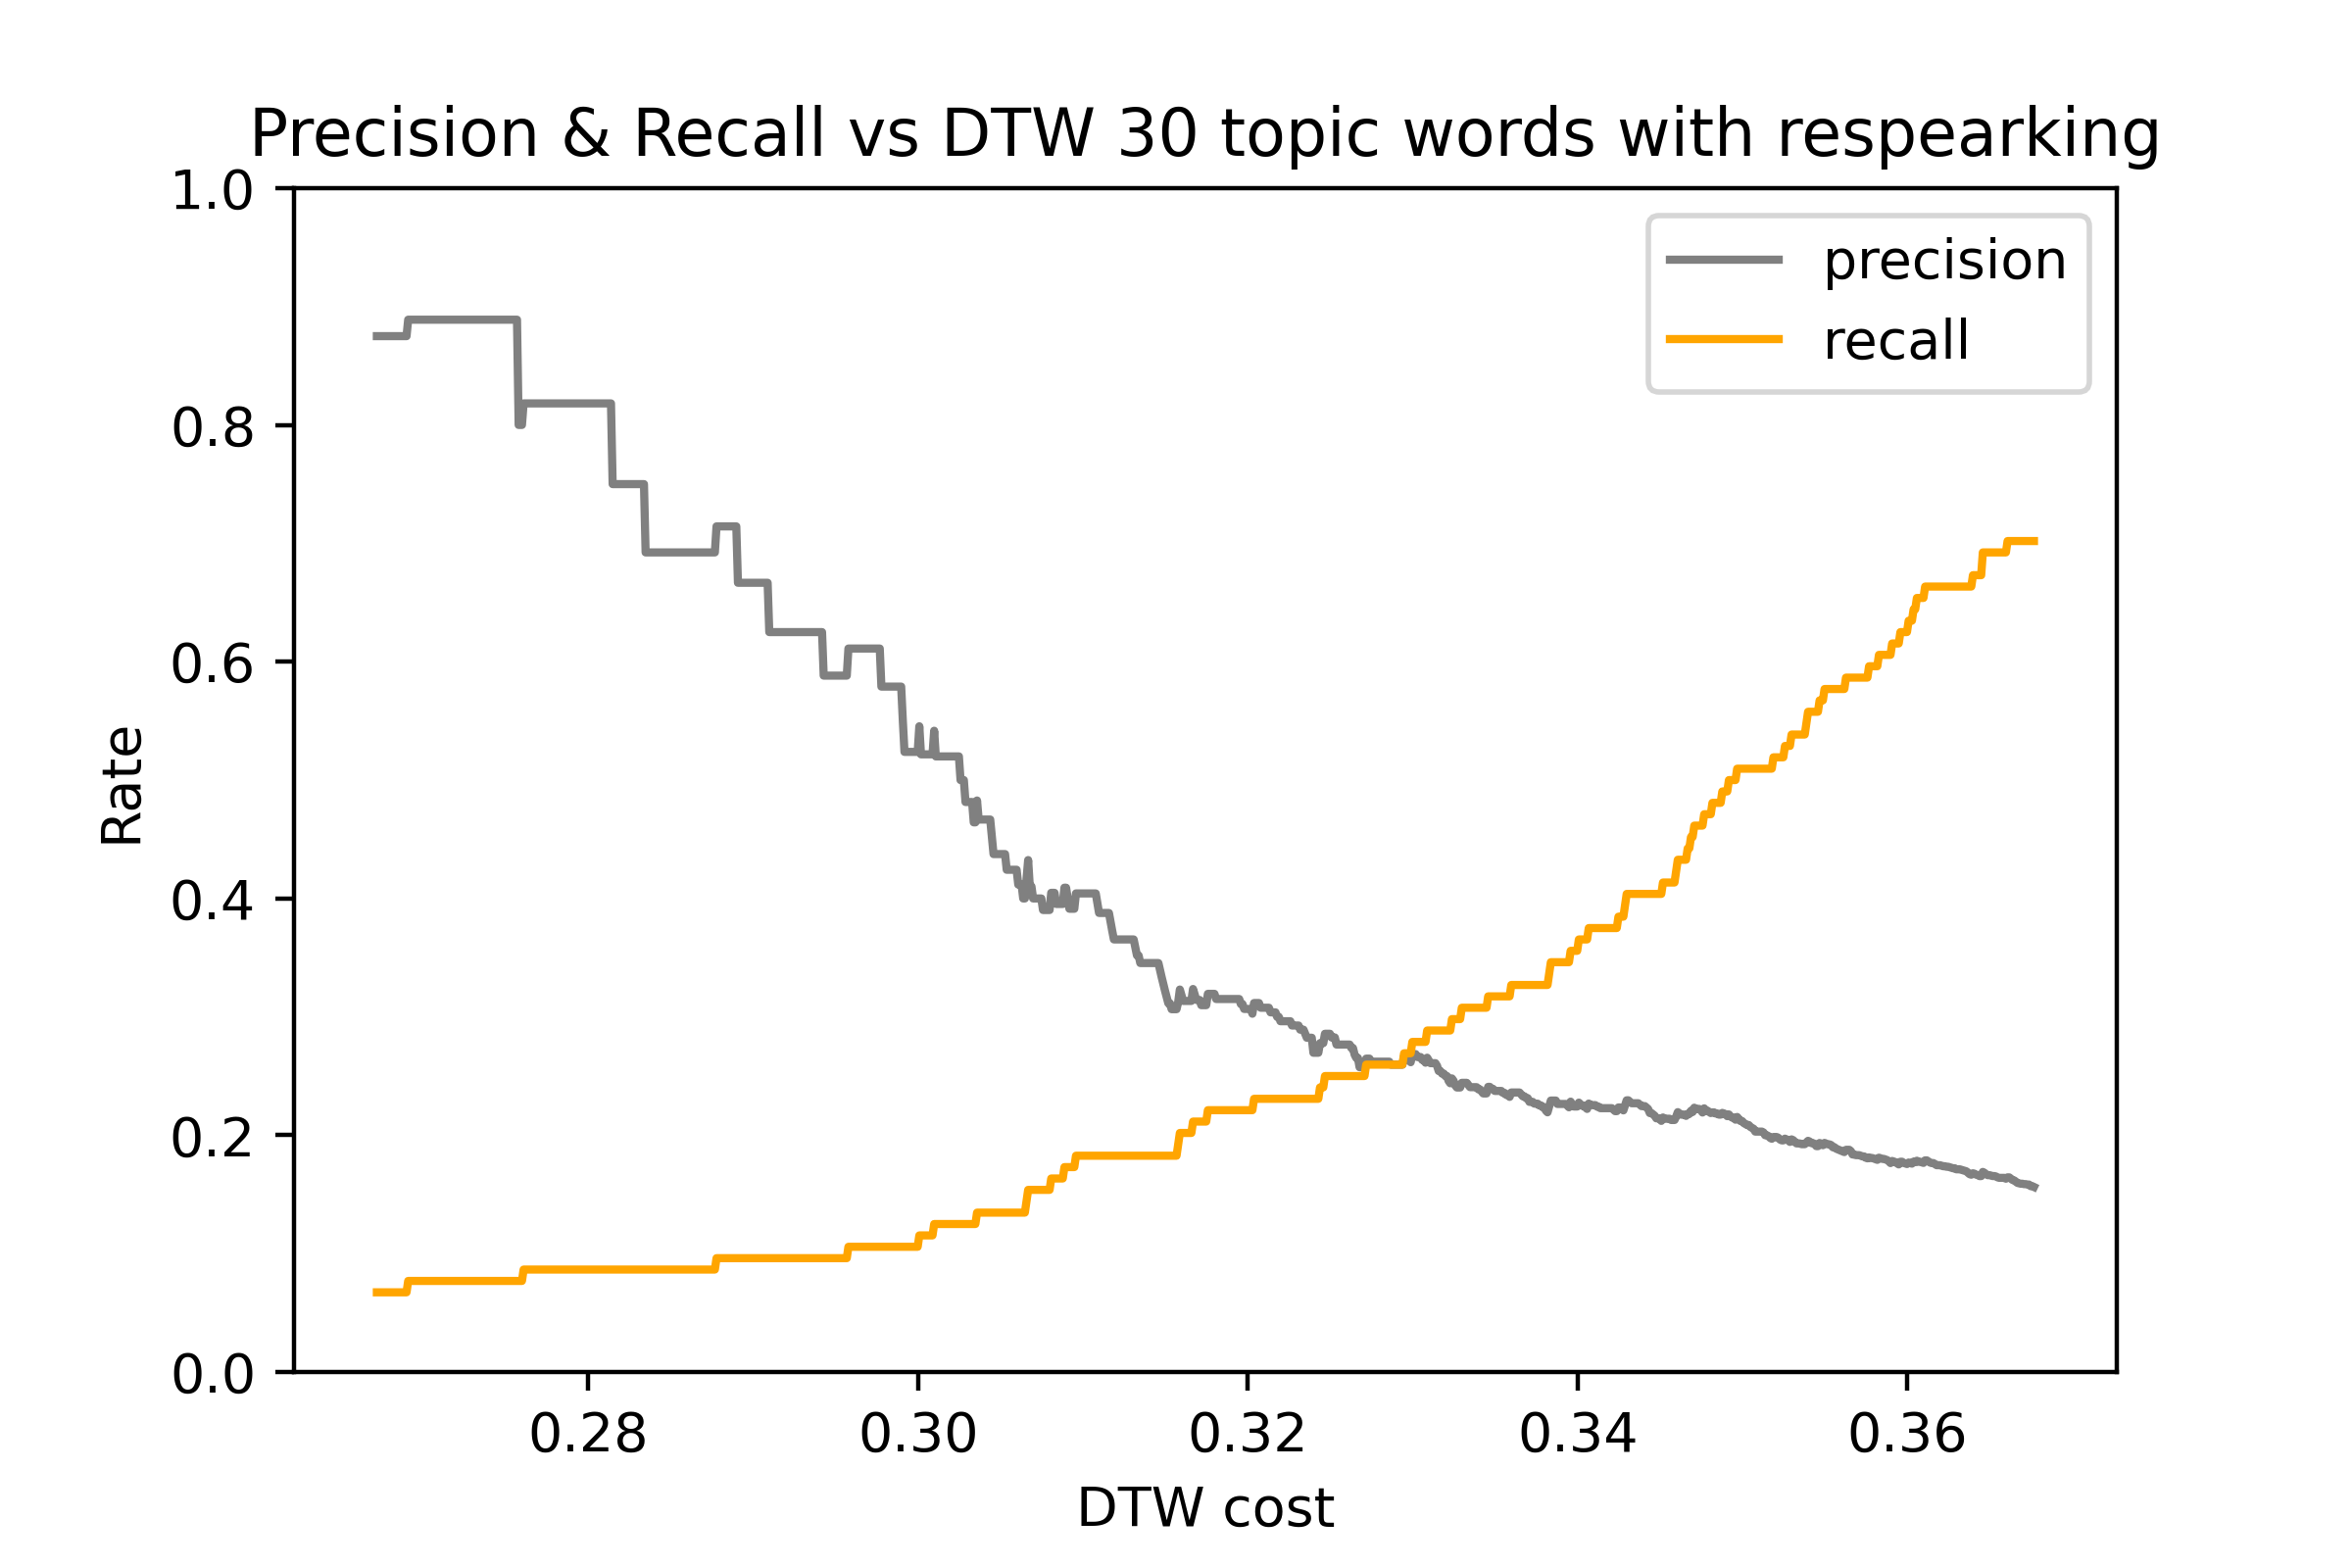 Precision & Recall vs DTW 30 topic words with respearking
precision
recall
1.0
0.8
0.6
0.4
0.2
0.0
Rate
0.28 0.30 0.32 0.34 0.36
DTW cost